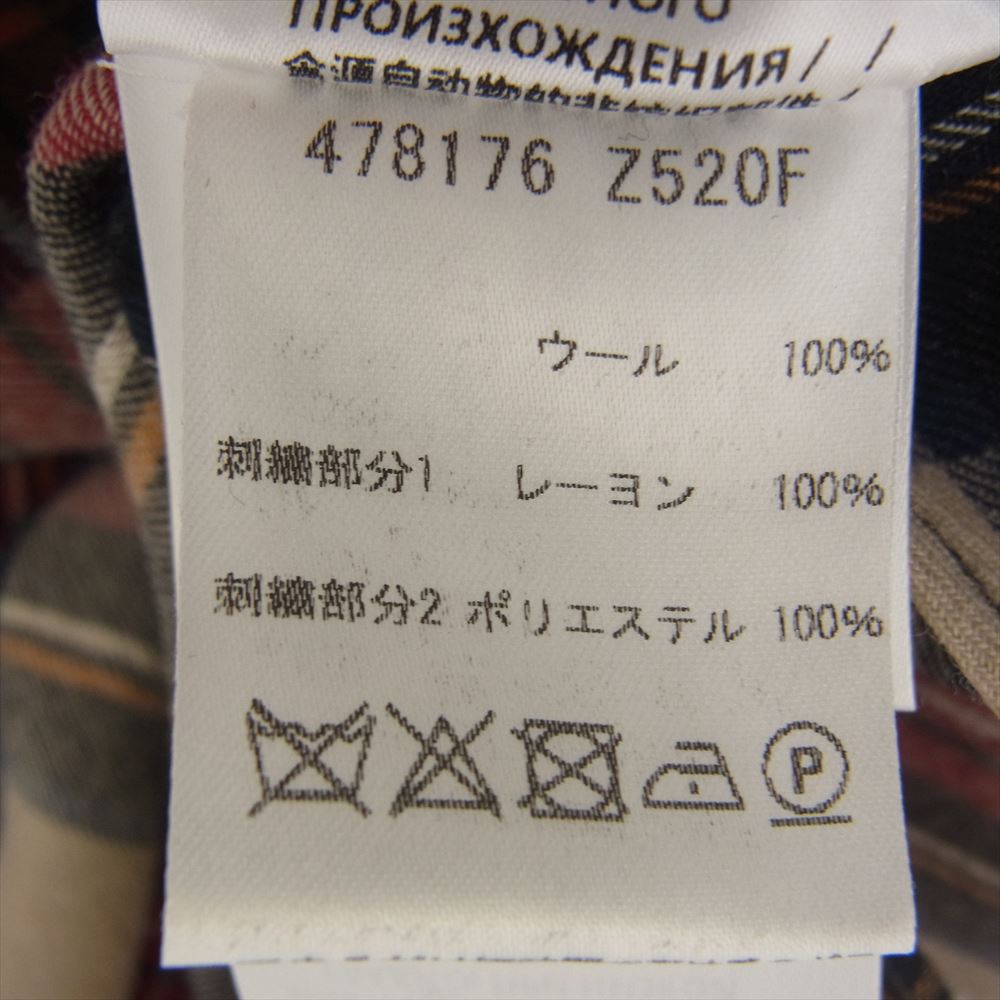 ПРОИЗХОЖДЕНИЯ / /
478176 Z520F
ウール 100%
刺繍部分1 レーヨン 100%
刺繍部分2 ポリエステル 100%
P